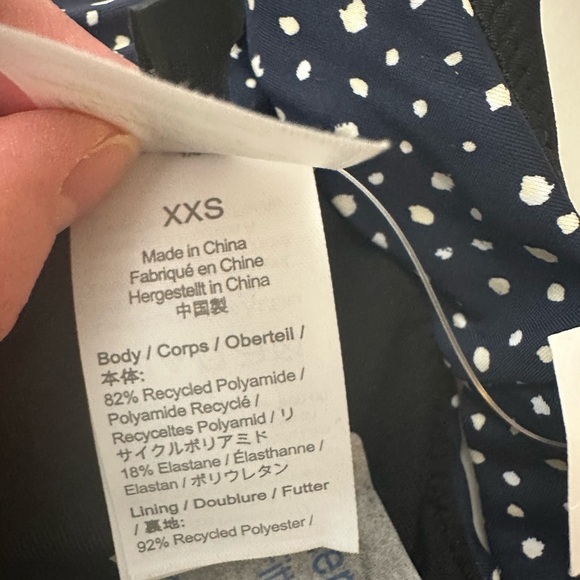 XXS
Made in China
Fabriqué en Chine
Hergestellt in China
中国製
Body / Corps / Oberteil /
本体:
82% Recycled Polyamide /
Polyamide Recyclé /
Recyceltes Polyamid / リ
サイクルポリアミド
18% Elastane / Élasthanne /
Elastan / ポリウレタン
Lining / Doublure / Futter
/ 裏地:
92% Recycled Polyester /